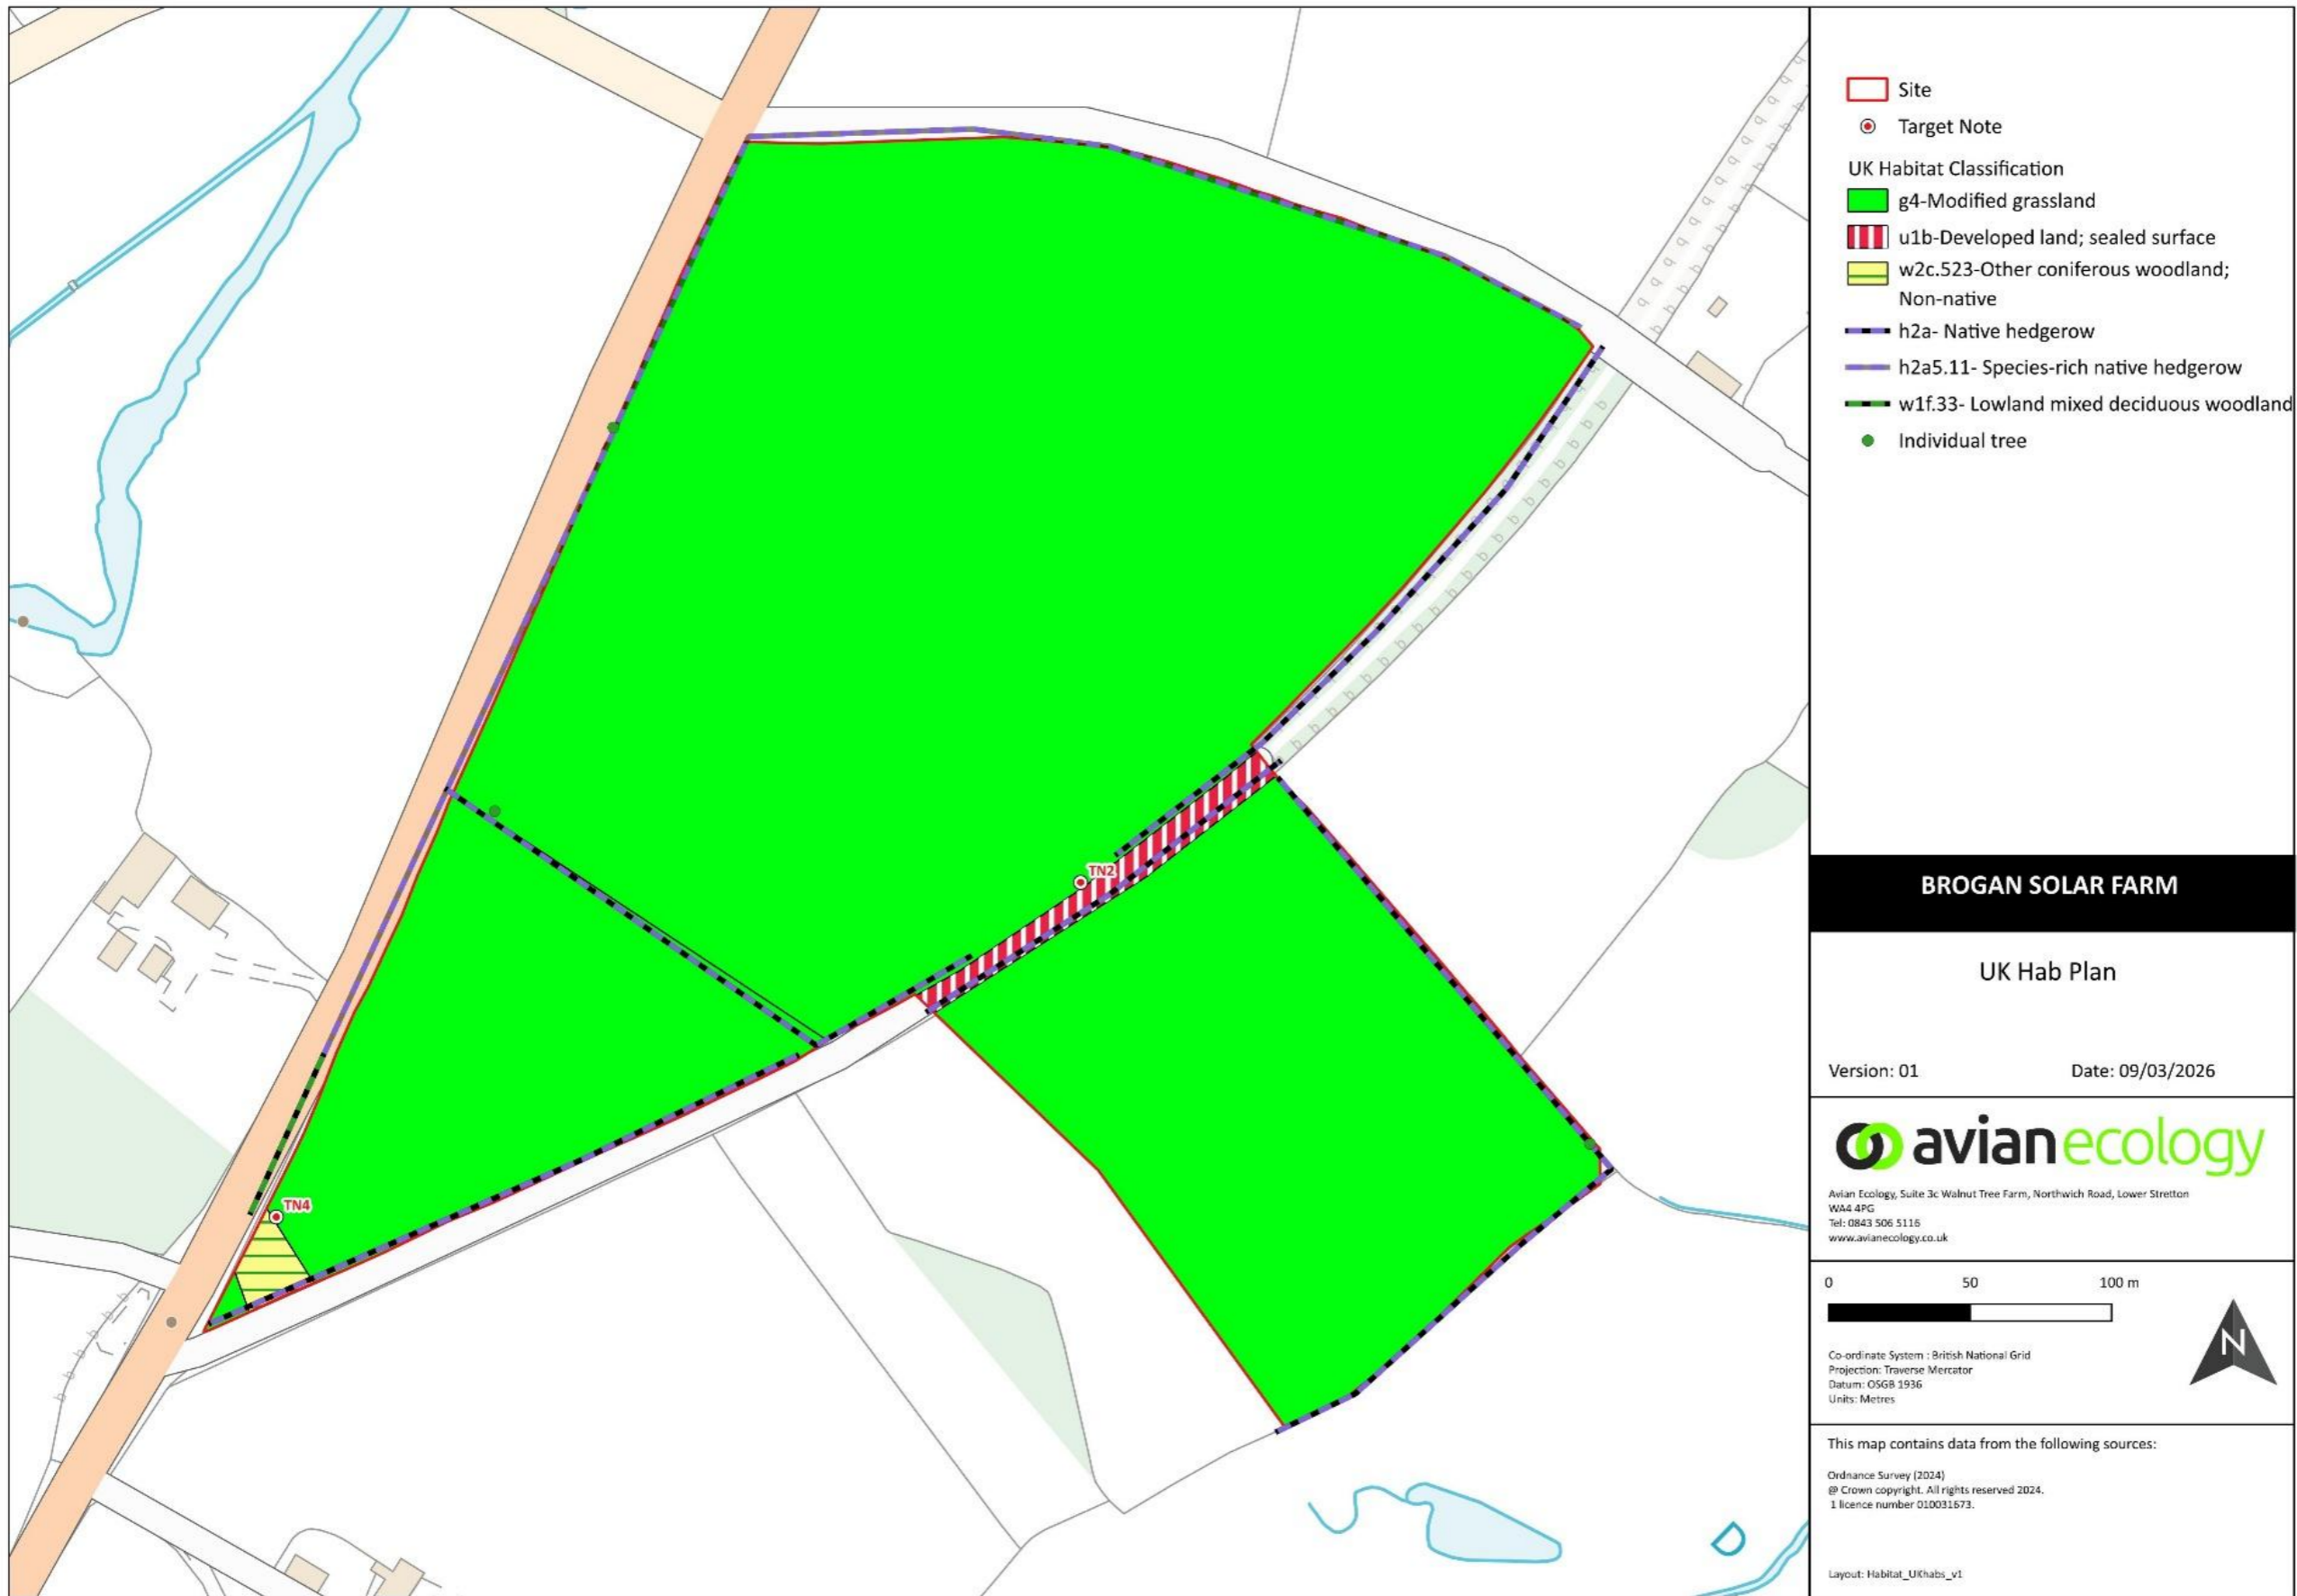 Site
Target Note
UK Habitat Classification
g4-Modified grassland
u1b-Developed land; sealed surface
w2c.523-Other coniferous woodland;
Non-native
h2a- Native hedgerow
h2a5.11- Species-rich native hedgerow
w1f.33- Lowland mixed deciduous woodland
Individual tree
TN2
TN4
BROGAN SOLAR FARM
UK Hab Plan
Version: 01 Date: 09/03/2026
avianecology
Avian Ecology, Suite 3c Walnut Tree Farm, Northwich Road, Lower Stretton
WA4 4PG
Tel: 0843 506 5116
www.avianecology.co.uk
0 50 100 m
N
Co-ordinate System : British National Grid
Projection: Traverse Mercator
Datum: OSGB 1936
Units: Metres
This map contains data from the following sources:
Ordnance Survey (2024)
@ Crown copyright. All rights reserved 2024.
1 licence number 010031673.
Layout: Habitat_UKhabs_v1